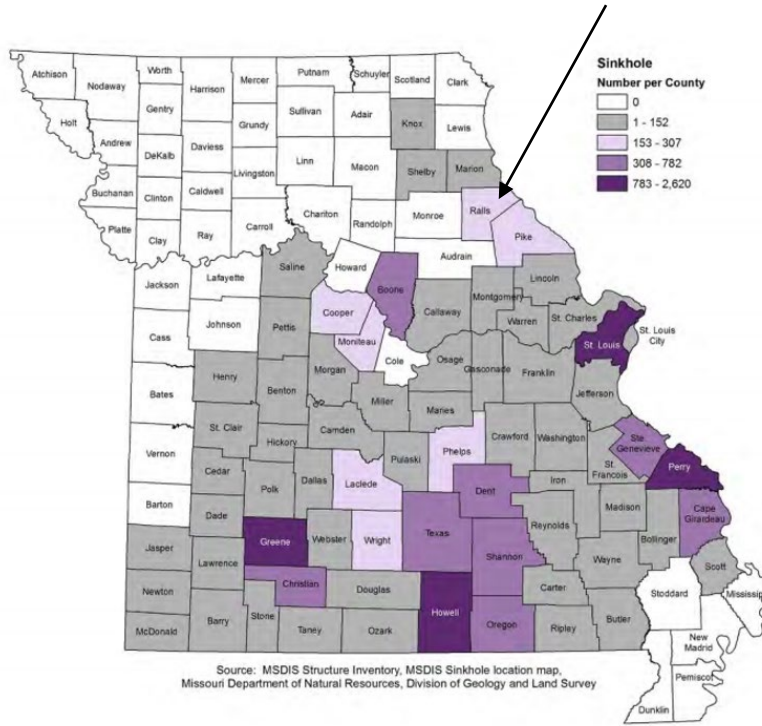 Sinkhole
Number per County
0
1 - 152
153 - 307
308 - 782
783 - 2,620
Atchison
Nodaway
Worth
Harrison
Mercer
Putnam
Schuyler
Scotland
Clark
Holt
Gentry
Sullivan
Adair
Knox
Lewis
Andrew
DeKalb
Daviess
Grundy
Linn
Macon
Shelby
Marion
Buchanan
Clinton
Caldwell
Livingston
Chariton
Randolph
Monroe
Ralls
Platte
Clay
Ray
Carroll
Pike
Audrain
Jackson
Lafayette
Saline
Howard
Boone
Callaway
Montgomery
Lincoln
Warren
St. Charles
St. Louis
St. Louis
City
Cass
Johnson
Pettis
Cooper
Moniteau
Cole
Osage
Gasconade
Franklin
Jefferson
Bates
Henry
Benton
Morgan
Miller
Maries
Vernon
St. Clair
Hickory
Camden
Pulaski
Phelps
Crawford
Washington
St.
Francois
Ste.
Genevieve
Perry
Barton
Cedar
Polk
Dallas
Laclede
Dent
Iron
Madison
Cape
Girardeau
Jasper
Dade
Greene
Webster
Wright
Texas
Shannon
Reynolds
Wayne
Bollinger
Scott
Newton
Lawrence
Christian
Douglas
Howell
Carter
Butler
Stoddard
Mississippi
McDonald
Barry
Stone
Taney
Ozark
Oregon
Ripley
New
Madrid
Pemiscot
Dunklin
Source: MSDIS Structure Inventory, MSDIS Sinkhole location map,
Missouri Department of Natural Resources, Division of Geology and Land Survey